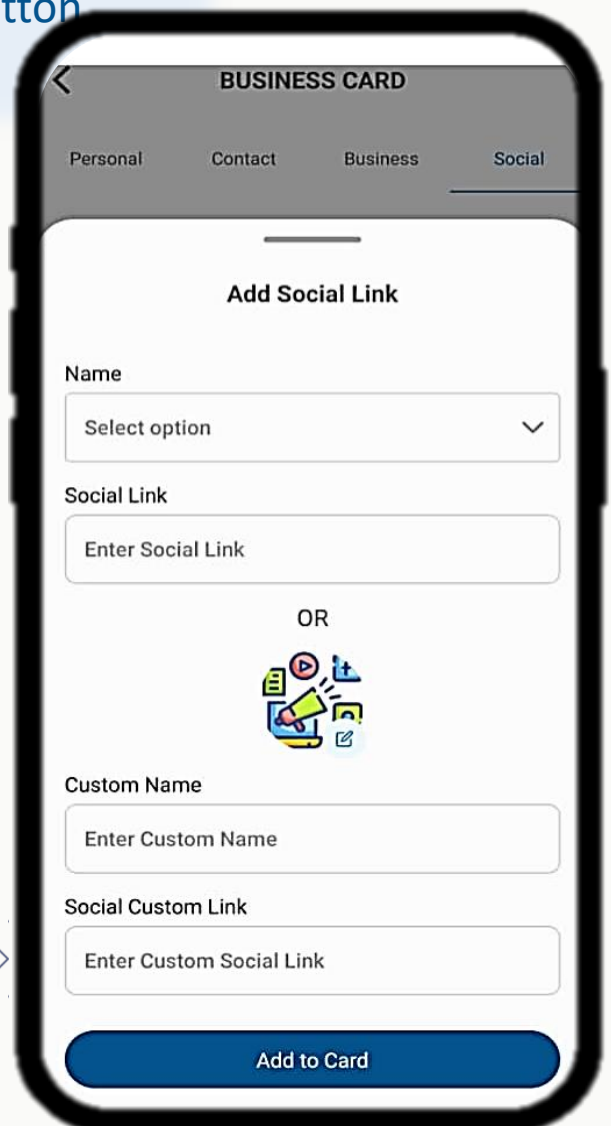 tton
BUSINESS CARD
Personal Contact Business Social
Add Social Link
Name
Select option
Social Link
Enter Social Link
OR
Custom Name
Enter Custom Name
Social Custom Link
Enter Custom Social Link
Add to Card